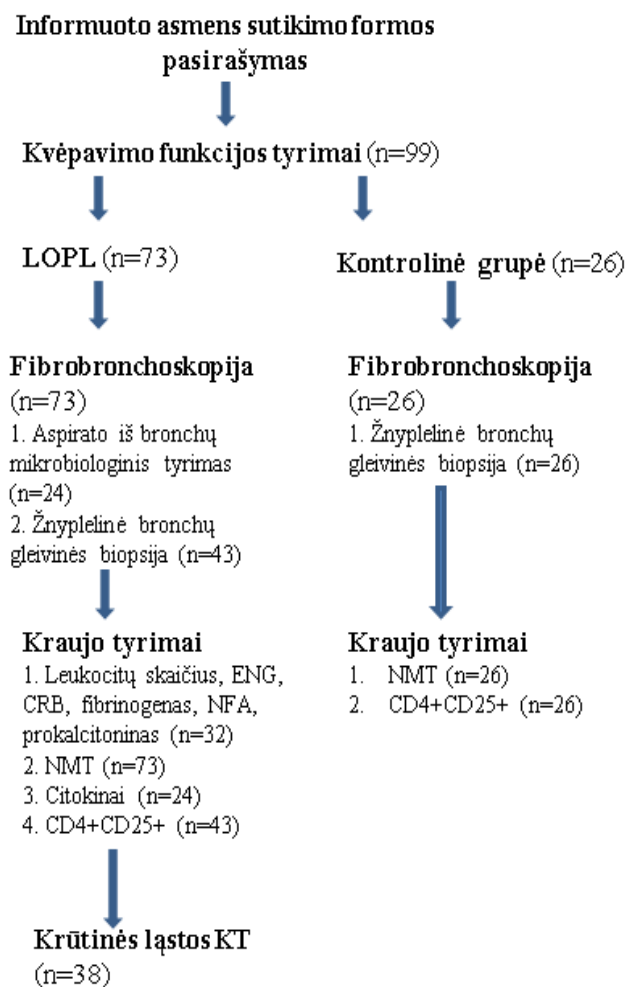 Informuoto asmens sutikimo formos
pasirašymas
Kvėpavimo funkcijos tyrimai (n=99)
LOPL (n=73)
Kontrolinė grupė (n=26)
Fibrobronchoskopija
(n=73)
1. Aspirato iš bronchų
mikrobiologinis tyrimas
(n=24)
2. Žnyplelinė bronchų
gleivinės biopsija (n=43)
Fibrobronchoskopija
(n=26)
1. Žnyplelinė bronchų
gleivinės biopsija (n=26)
Kraujo tyrimai
1. Leukocitų skaičius, ENG,
CRB, fibrinogenas, NFA,
prokalcitoninas (n=32)
2. NMT (n=73)
3. Citokinai (n=24)
4. CD4+CD25+ (n=43)
Kraujo tyrimai
1. NMT (n=26)
2. CD4+CD25+ (n=26)
Krūtinės ląstos KT
(n=38)